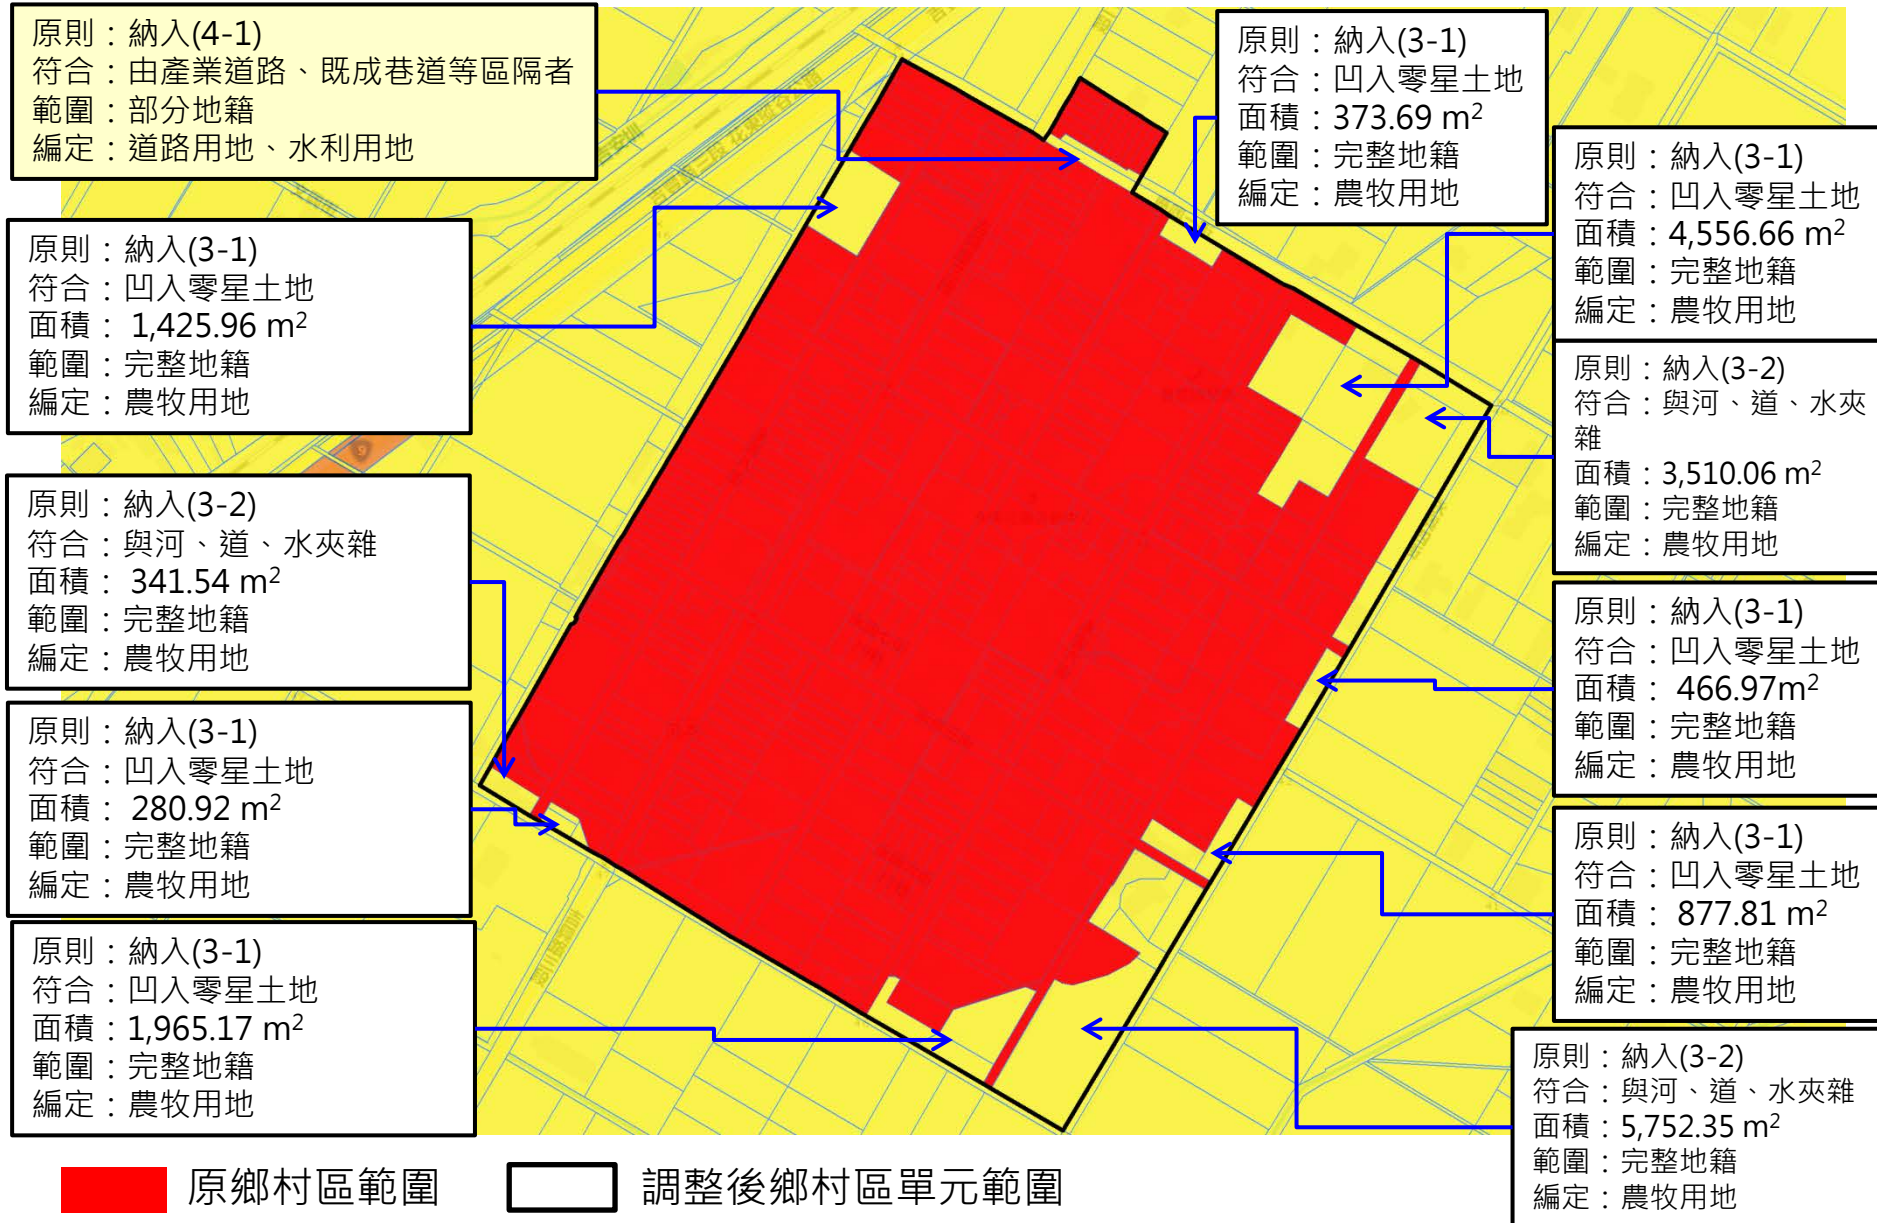 原則：納入(4-1)
符合：由產業道路、既成巷道等區隔者
範圍：部分地籍
編定：道路用地、水利用地
原則：納入(3-1)
符合：凹入零星土地
面積：1,425.96 m²
範圍：完整地籍
編定：農牧用地
原則：納入(3-2)
符合：與河、道、水夾雜
面積：341.54 m²
範圍：完整地籍
編定：農牧用地
原則：納入(3-1)
符合：凹入零星土地
面積：280.92 m²
範圍：完整地籍
編定：農牧用地
原則：納入(3-1)
符合：凹入零星土地
面積：1,965.17 m²
範圍：完整地籍
編定：農牧用地
原則：納入(3-1)
符合：凹入零星土地
面積：373.69 m²
範圍：完整地籍
編定：農牧用地
原則：納入(3-1)
符合：凹入零星土地
面積：4,556.66 m²
範圍：完整地籍
編定：農牧用地
原則：納入(3-2)
符合：與河、道、水夾
雜
面積：3,510.06 m²
範圍：完整地籍
編定：農牧用地
原則：納入(3-1)
符合：凹入零星土地
面積：466.97m²
範圍：完整地籍
編定：農牧用地
原則：納入(3-1)
符合：凹入零星土地
面積：877.81 m²
範圍：完整地籍
編定：農牧用地
原則：納入(3-2)
符合：與河、道、水夾雜
面積：5,752.35 m²
範圍：完整地籍
編定：農牧用地
原鄉村區範圍
調整後鄉村區單元範圍